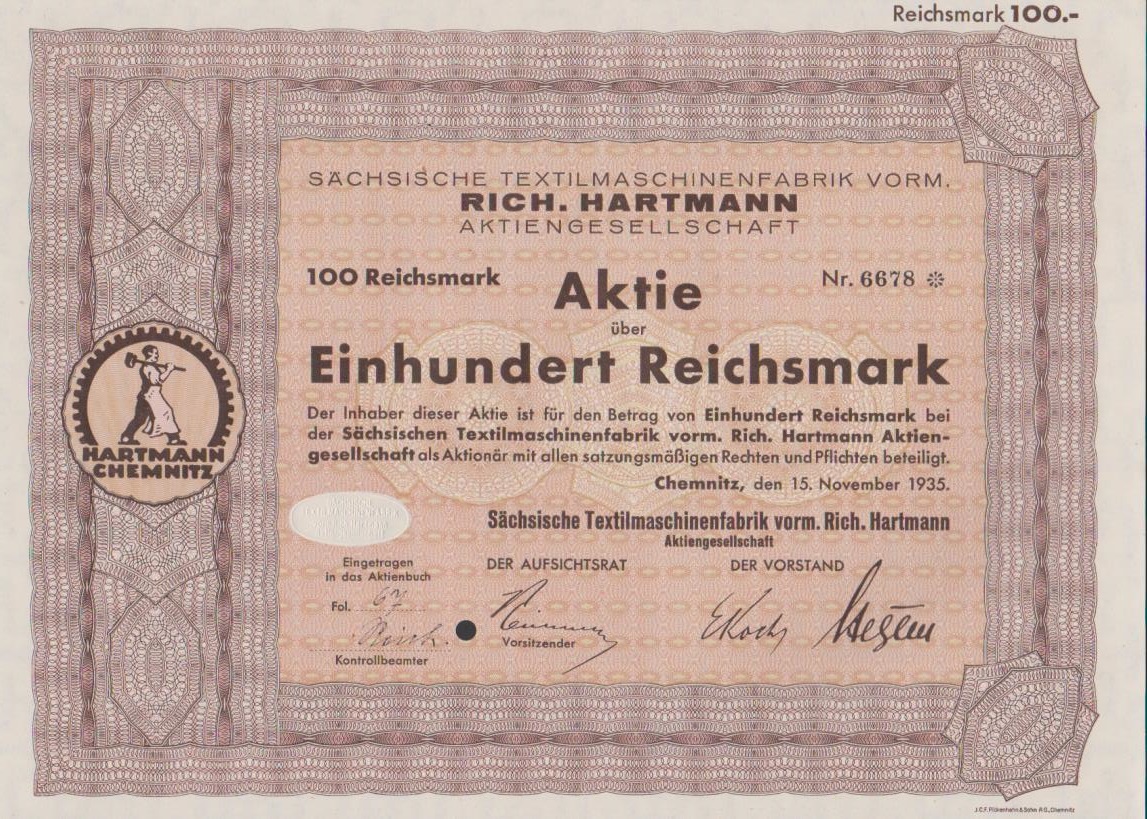 Reichsmark 100.-
SÄCHSISCHE TEXTILMASCHINENFABRIK VORM.
RICH. HARTMANN
AKTIENGESELLSCHAFT
100 Reichsmark
Aktie
Nr. 6678 ※
über
Einhundert Reichsmark
Der Inhaber dieser Aktie ist für den Betrag von Einhundert Reichsmark bei
der Sächsischen Textilmaschinenfabrik vorm. Rich. Hartmann Aktien-
gesellschaft als Aktionär mit allen satzungsmäßigen Rechten und Pflichten beteiligt.
Chemnitz, den 15. November 1935.
HARTMANN
CHEMNITZ
Sächsische Textilmaschinenfabrik vorm. Rich. Hartmann
Aktiengesellschaft
Eingetragen
in das Aktienbuch
DER AUFSICHTSRAT
DER VORSTAND
Fol. 67
EKoch
Vorsitzender
Kontrollbeamter